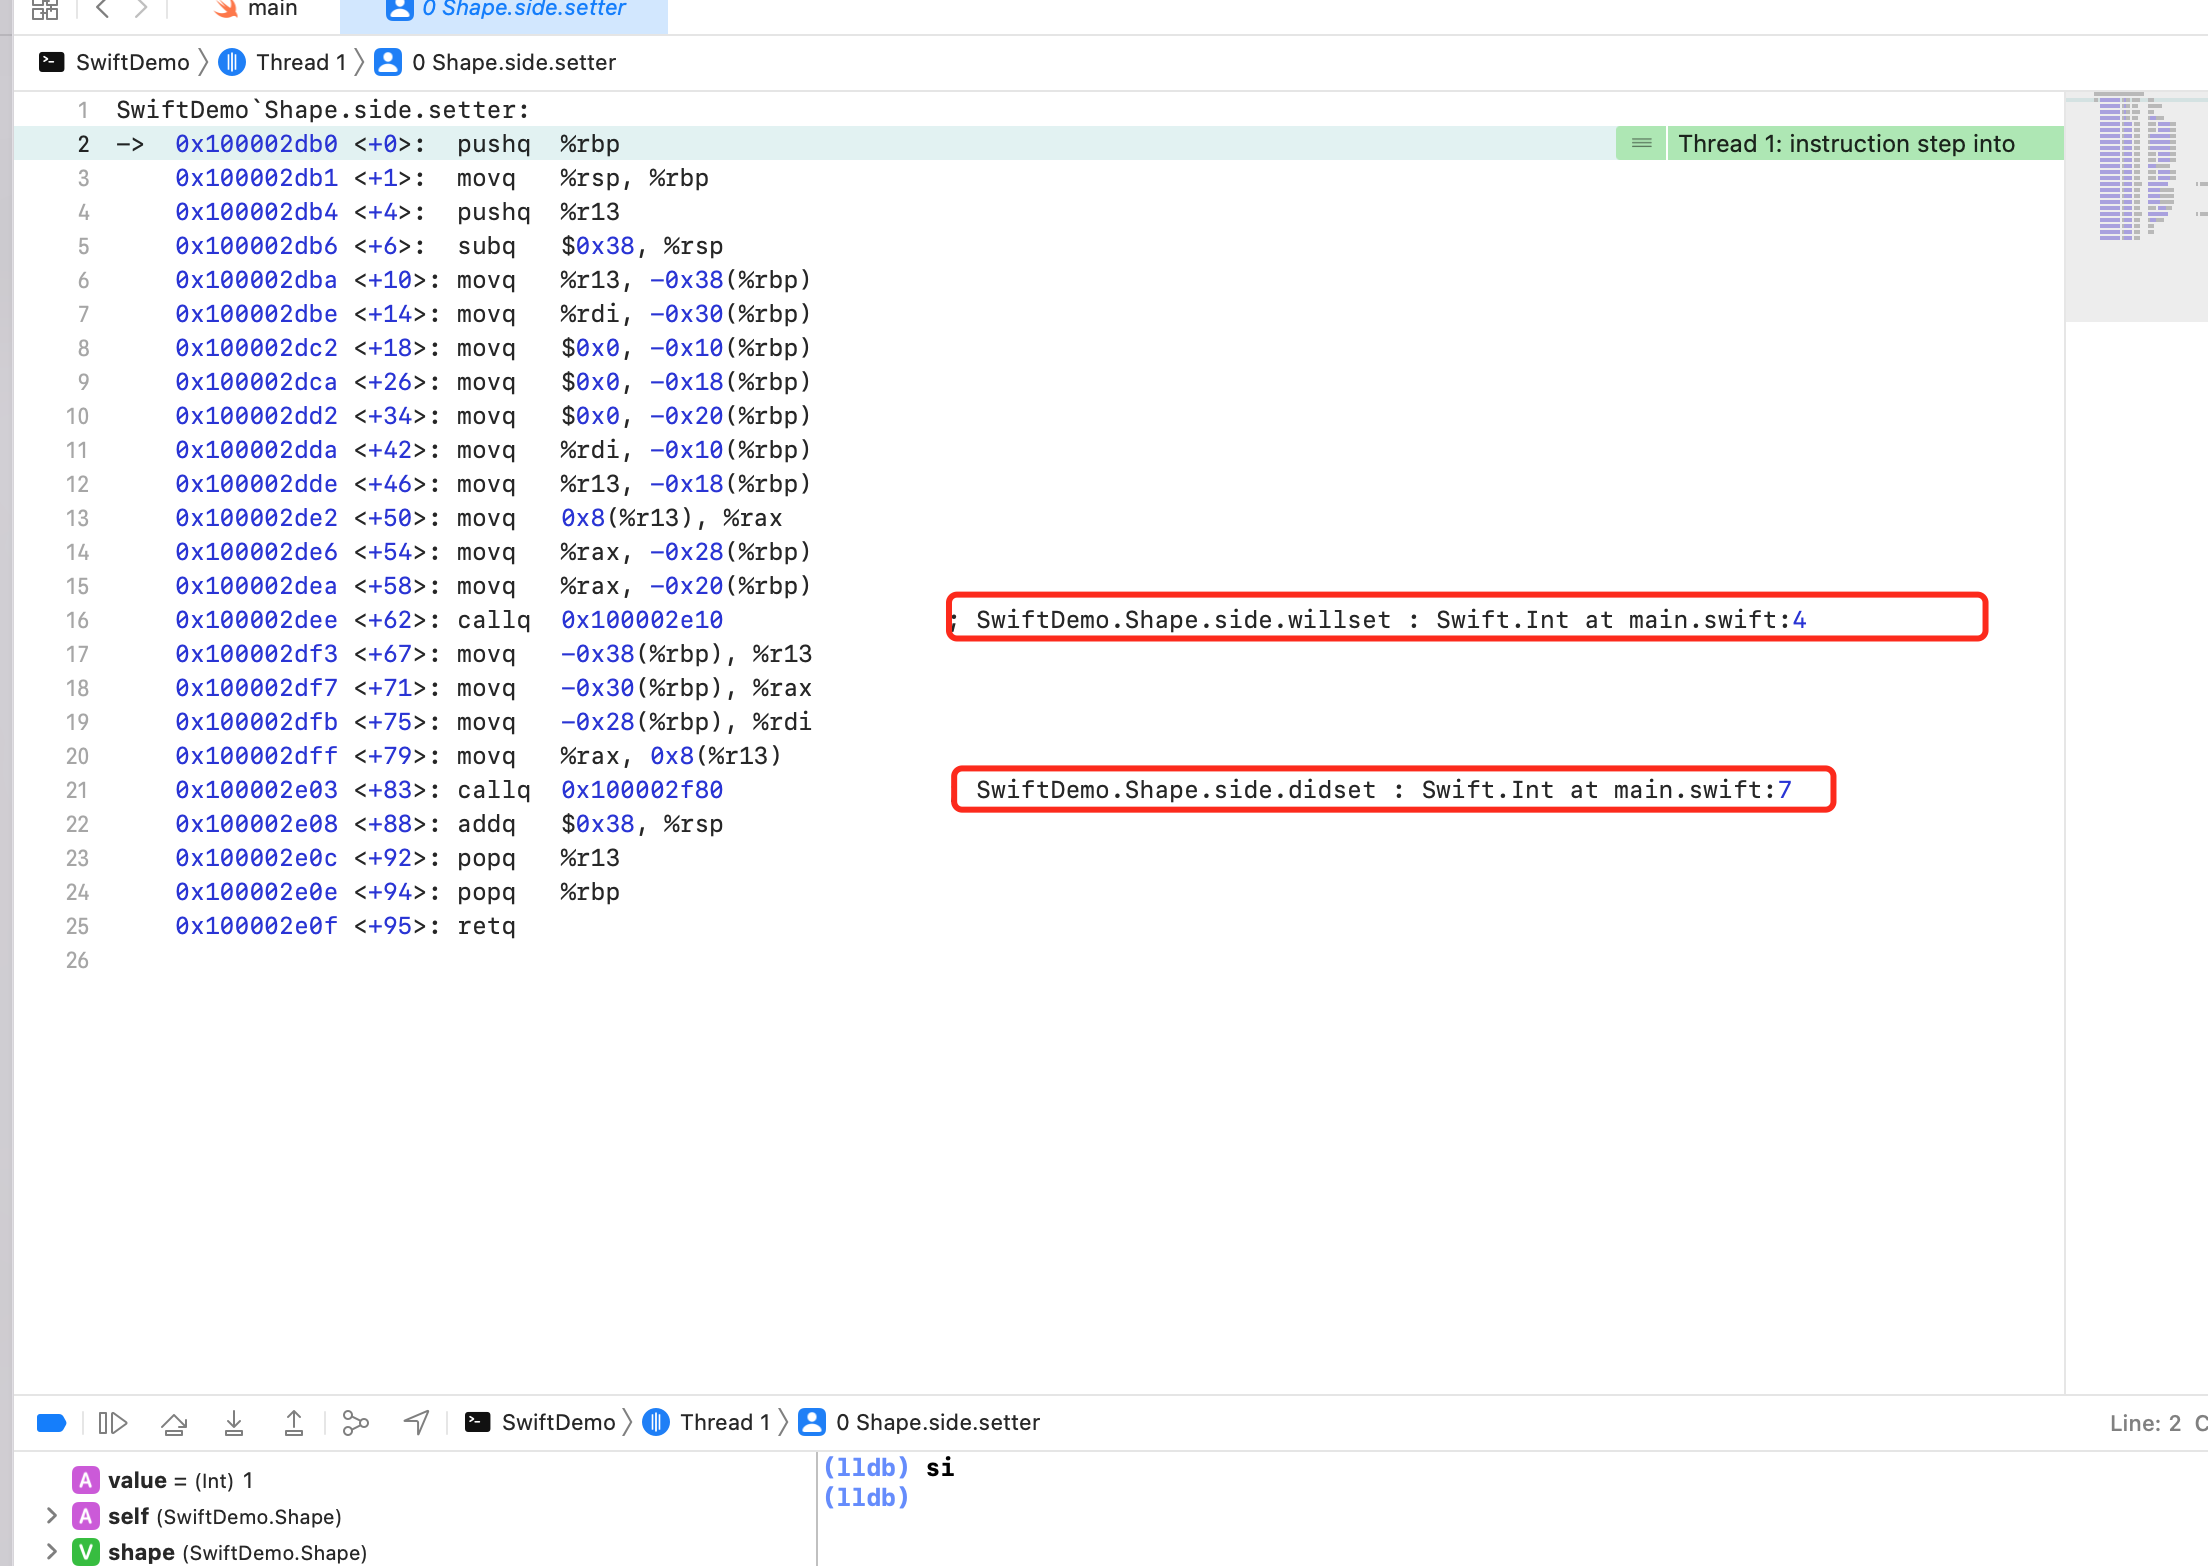 main
0 Shape.side.setter
SwiftDemo Thread 1 0 Shape.side.setter
1 SwiftDemo`Shape.side.setter:
2 -> 0x100002db0 <+0>: pushq %rbp Thread 1: instruction step into
3 0x100002db1 <+1>: movq %rsp, %rbp
4 0x100002db4 <+4>: pushq %r13
5 0x100002db6 <+6>: subq $0x38, %rsp
6 0x100002dba <+10>: movq %r13, -0x38(%rbp)
7 0x100002dbe <+14>: movq %rdi, -0x30(%rbp)
8 0x100002dc2 <+18>: movq $0x0, -0x10(%rbp)
9 0x100002dca <+26>: movq $0x0, -0x18(%rbp)
10 0x100002dd2 <+34>: movq $0x0, -0x20(%rbp)
11 0x100002dda <+42>: movq %rdi, -0x10(%rbp)
12 0x100002dde <+46>: movq %r13, -0x18(%rbp)
13 0x100002de2 <+50>: movq 0x8(%r13), %rax
14 0x100002de6 <+54>: movq %rax, -0x28(%rbp)
15 0x100002dea <+58>: movq %rax, -0x20(%rbp)
16 0x100002dee <+62>: callq 0x100002e10 ; SwiftDemo.Shape.side.willset : Swift.Int at main.swift:4
17 0x100002df3 <+67>: movq -0x38(%rbp), %r13
18 0x100002df7 <+71>: movq -0x30(%rbp), %rax
19 0x100002dfb <+75>: movq -0x28(%rbp), %rdi
20 0x100002dff <+79>: movq %rax, 0x8(%r13)
21 0x100002e03 <+83>: callq 0x100002f80 SwiftDemo.Shape.side.didset : Swift.Int at main.swift:7
22 0x100002e08 <+88>: addq $0x38, %rsp
23 0x100002e0c <+92>: popq %r13
24 0x100002e0e <+94>: popq %rbp
25 0x100002e0f <+95>: retq
26
SwiftDemo Thread 1 0 Shape.side.setter Line: 2 C
A value = (Int) 1
A self (SwiftDemo.Shape)
V shape (SwiftDemo.Shape)
(lldb) si
(lldb)